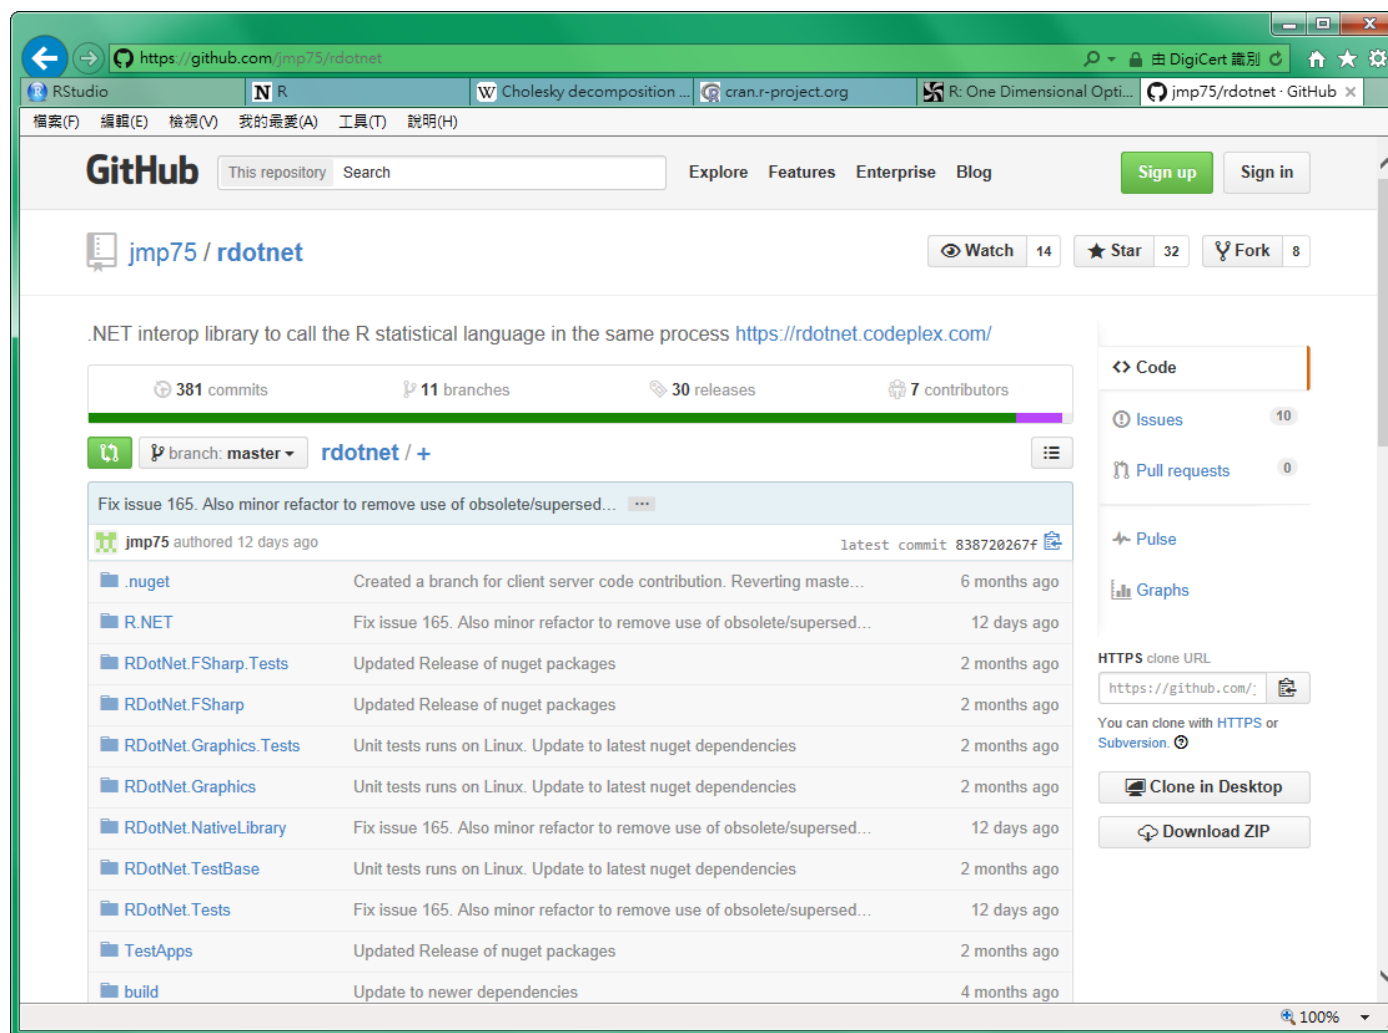 https://github.com/jmp75/rdotnet
由 DigiCert 識別
RStudio
N R
W Cholesky decomposition ...
cran.r-project.org
R: One Dimensional Opti...
jmp75/rdotnet · GitHub
檔案(F) 編輯(E) 檢視(V) 我的最愛(A) 工具(T) 說明(H)
GitHub This repository Search Explore Features Enterprise Blog Sign up Sign in
jmp75 / rdotnet Watch 14 Star 32 Fork 8
.NET interop library to call the R statistical language in the same process https://rdotnet.codeplex.com/
381 commits 11 branches 30 releases 7 contributors
branch: master rdotnet / +
Fix issue 165. Also minor refactor to remove use of obsolete/supersed… ...
jmp75 authored 12 days ago latest commit 838720267f
.nuget Created a branch for client server code contribution. Reverting maste… 6 months ago
R.NET Fix issue 165. Also minor refactor to remove use of obsolete/supersed… 12 days ago
RDotNet.FSharp.Tests Updated Release of nuget packages 2 months ago
RDotNet.FSharp Updated Release of nuget packages 2 months ago
RDotNet.Graphics.Tests Unit tests runs on Linux. Update to latest nuget dependencies 2 months ago
RDotNet.Graphics Unit tests runs on Linux. Update to latest nuget dependencies 2 months ago
RDotNet.NativeLibrary Fix issue 165. Also minor refactor to remove use of obsolete/supersed… 12 days ago
RDotNet.TestBase Unit tests runs on Linux. Update to latest nuget dependencies 2 months ago
RDotNet.Tests Fix issue 165. Also minor refactor to remove use of obsolete/supersed… 12 days ago
TestApps Updated Release of nuget packages 2 months ago
build Update to newer dependencies 4 months ago
Code
Issues 10
Pull requests 0
Pulse
Graphs
HTTPS clone URL
https://github.com/
You can clone with HTTPS or
Subversion.
Clone in Desktop
Download ZIP
100%